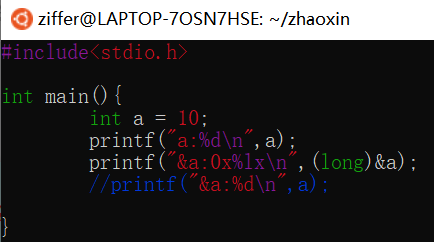 ziffer@LAPTOP-7OSN7HSE: ~/zhaoxin
#include<stdio.h>
int main(){
int a = 10;
printf("a:%d\n",a);
printf("&a:0x%lx\n",(long)&a);
//printf("&a:%d\n",a);
}